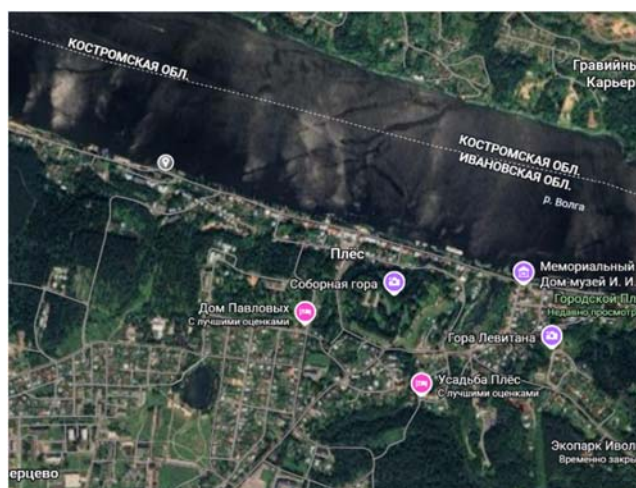 КОСТРОМСКАЯ ОБЛ.
Гравийны
Карьер
КОСТРОМСКАЯ ОБЛ.
ИВАНОВСКАЯ ОБЛ.
р. Волга
Плёс
Соборная гора
Мемориальный
Дом-музей И. И.
Городской Пл
Недавно просмотр
Дом Павловых
С лучшими оценками
Гора Левитана
Усадьба Плёс
С лучшими оценками
Экопарк Ивол
Временно закры
ерцево